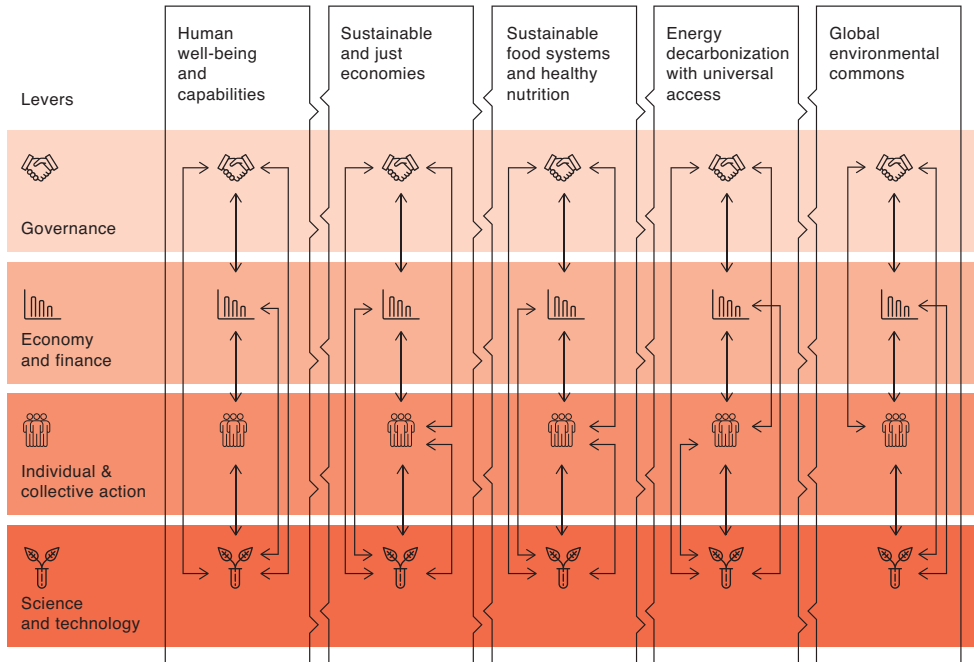 Levers
Human
well-being
and
capabilities
Sustainable
and just
economies
Sustainable
food systems
and healthy
nutrition
Energy
decarbonization
with universal
access
Global
environmental
commons
Governance
Economy
and finance
Individual &
collective action
Science
and technology